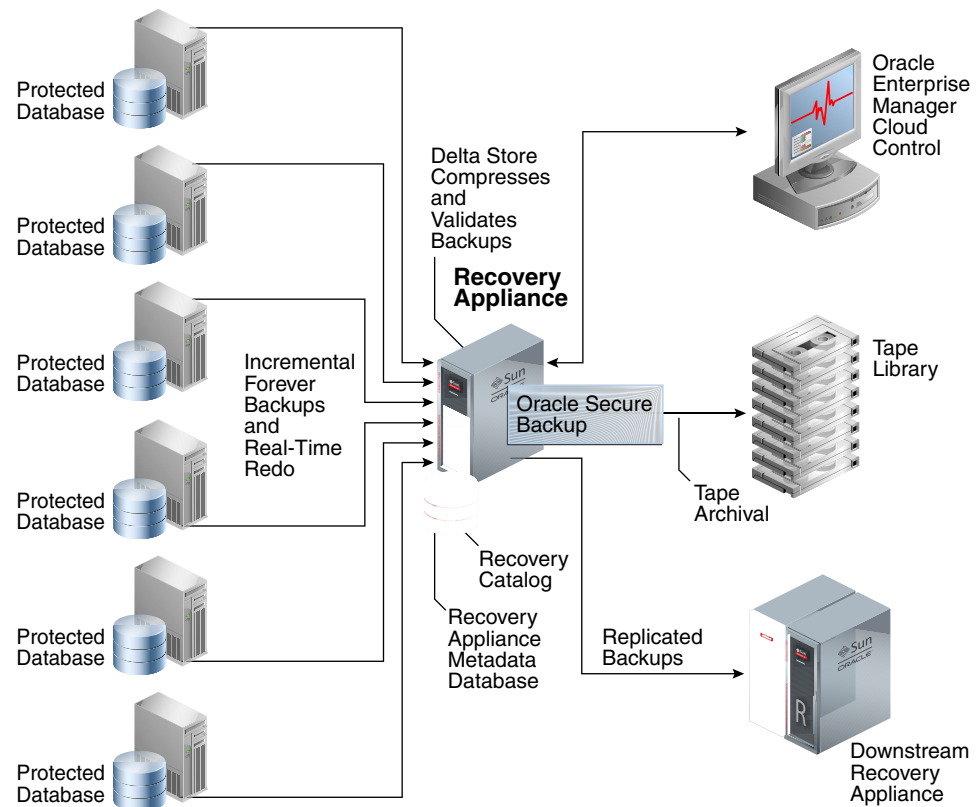 Protected
Database
Protected
Database
Protected
Database
Protected
Database
Protected
Database
Protected
Database
Incremental
Forever
Backups
and
Real-Time
Redo
Delta Store
Compresses
and
Validates
Backups
Recovery
Appliance
Sun
ORACLE
Oracle Secure
Backup
Recovery
Catalog
Recovery
Appliance
Metadata
Database
Oracle
Enterprise
Manager
Cloud
Control
Tape
Library
Tape
Archival
Replicated
Backups
Sun
ORACLE
R
Downstream
Recovery
Appliance